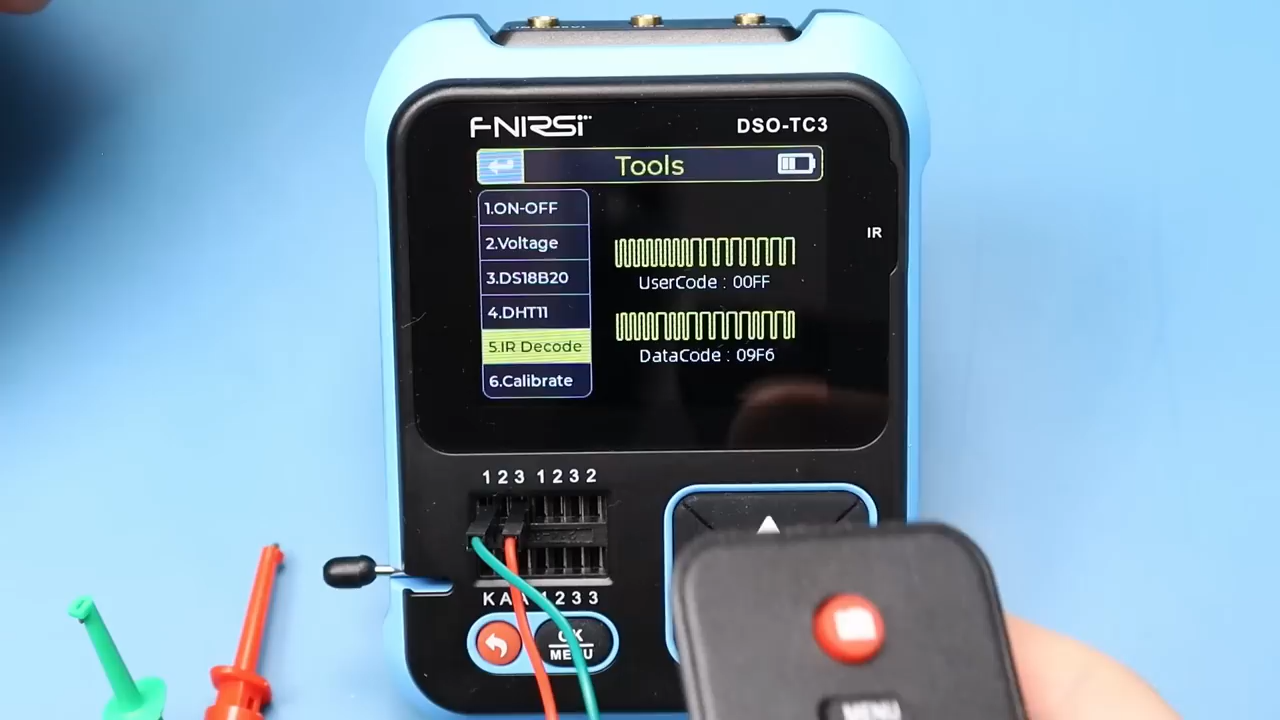 FNIRSI
DSO-TC3
Tools
1.ON-OFF
2.Voltage
3.DS18B20
4.DHT11
5.IR Decode
6.Calibrate
UserCode : 00FF
DataCode : 09F6
IR
1 2 3 1 2 3 2
K A A 1 2 3 3
OK
MENU
MENU